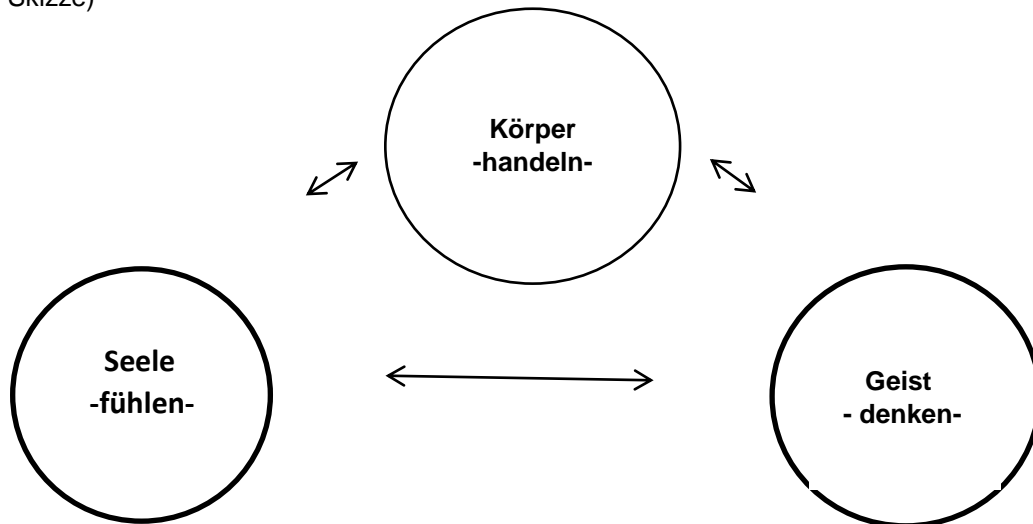 Skizze)
Körper
-handeln-
Seele
-fühlen-
Geist
- denken-